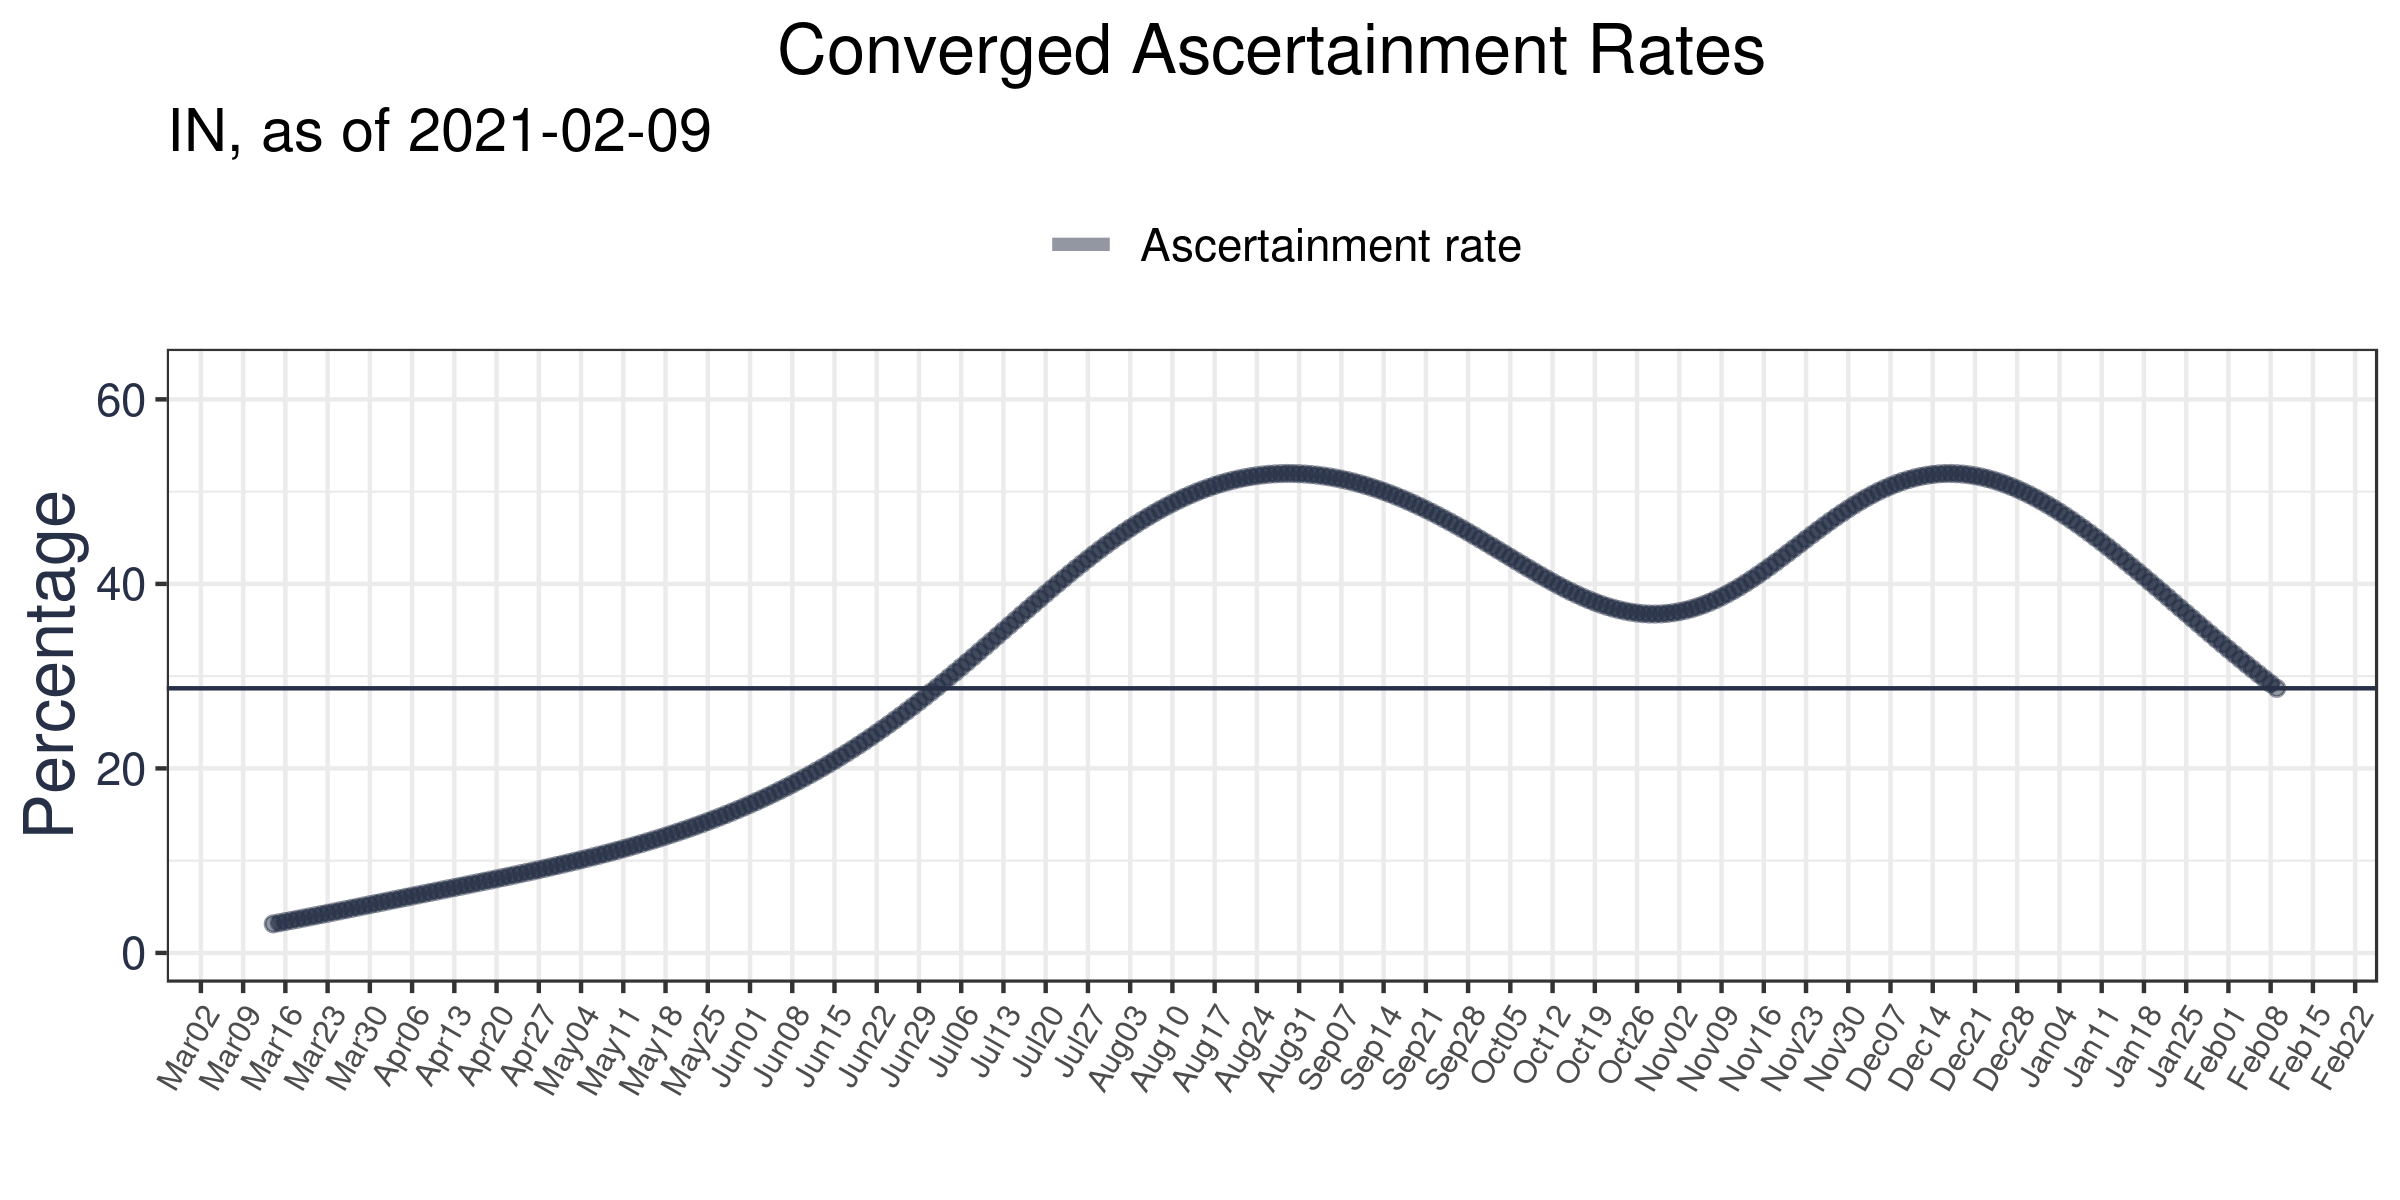 Converged Ascertainment Rates
IN, as of 2021-02-09
Ascertainment rate
Percentage
60
40
20
0
Mar02 Mar09 Mar16 Mar23 Mar30 Apr06 Apr13 Apr20 Apr27 May04 May11 May18 May25 Jun01 Jun08 Jun15 Jun22 Jun29 Jul06 Jul13 Jul20 Jul27 Aug03 Aug10 Aug17 Aug24 Aug31 Sep07 Sep14 Sep21 Sep28 Oct05 Oct12 Oct19 Oct26 Nov02 Nov09 Nov16 Nov23 Nov30 Dec07 Dec14 Dec21 Dec28 Jan04 Jan11 Jan18 Jan25 Feb01 Feb08 Feb15 Feb22